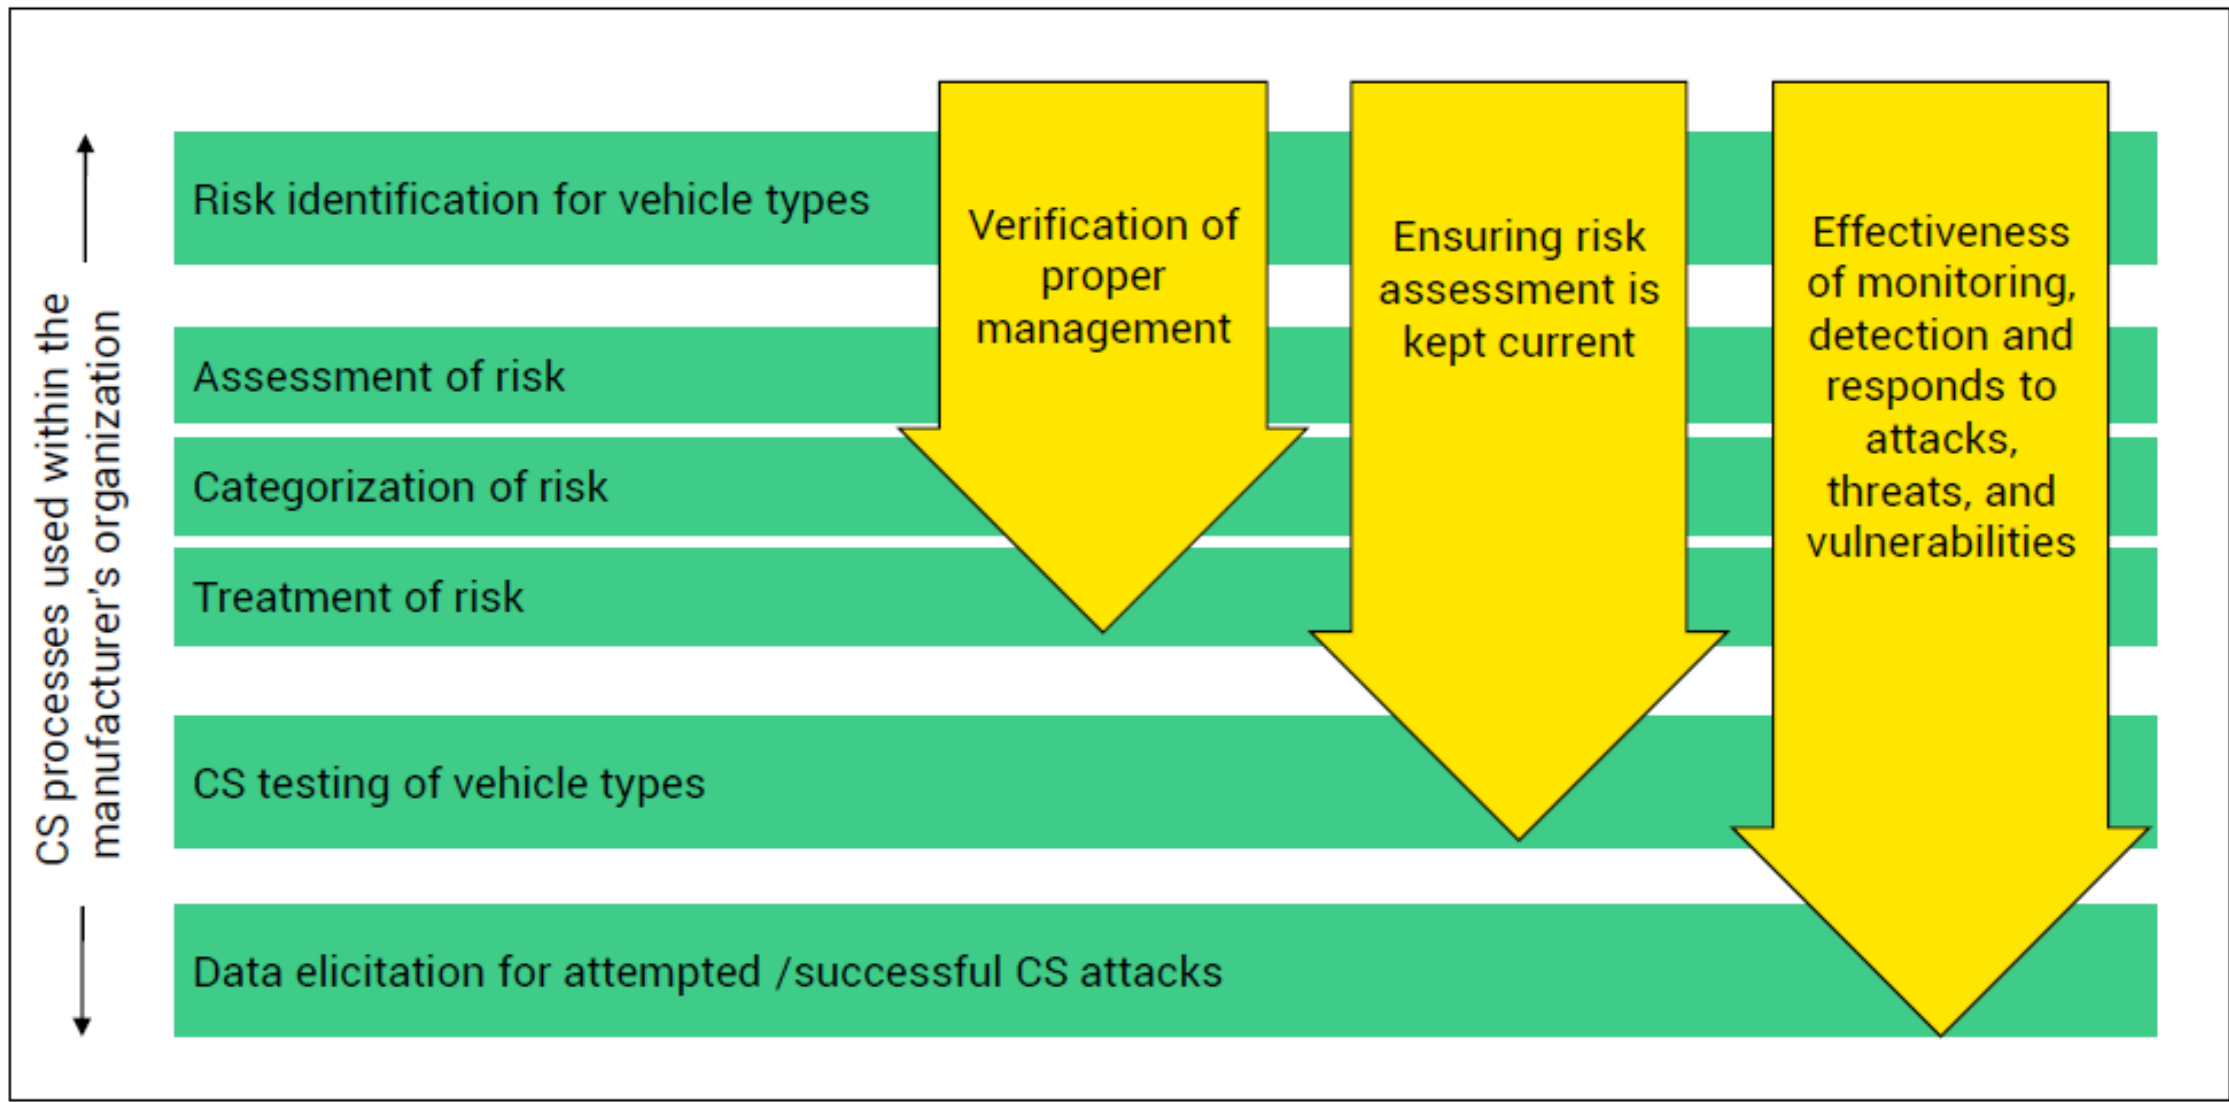 CS processes used within the
manufacturer's organization
Risk identification for vehicle types
Assessment of risk
Categorization of risk
Treatment of risk
CS testing of vehicle types
Data elicitation for attempted /successful CS attacks
Verification of
proper
management
Ensuring risk
assessment is
kept current
Effectiveness
of monitoring,
detection and
responds to
attacks,
threats, and
vulnerabilities